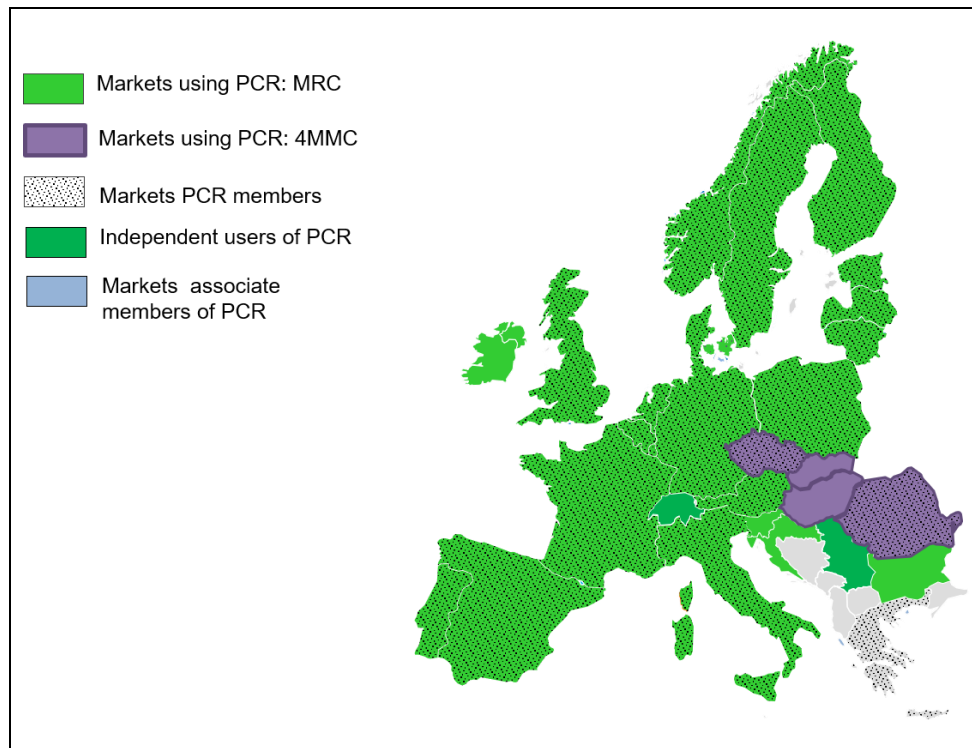 Markets using PCR: MRC
Markets using PCR: 4MMC
Markets PCR members
Independent users of PCR
Markets associate
members of PCR